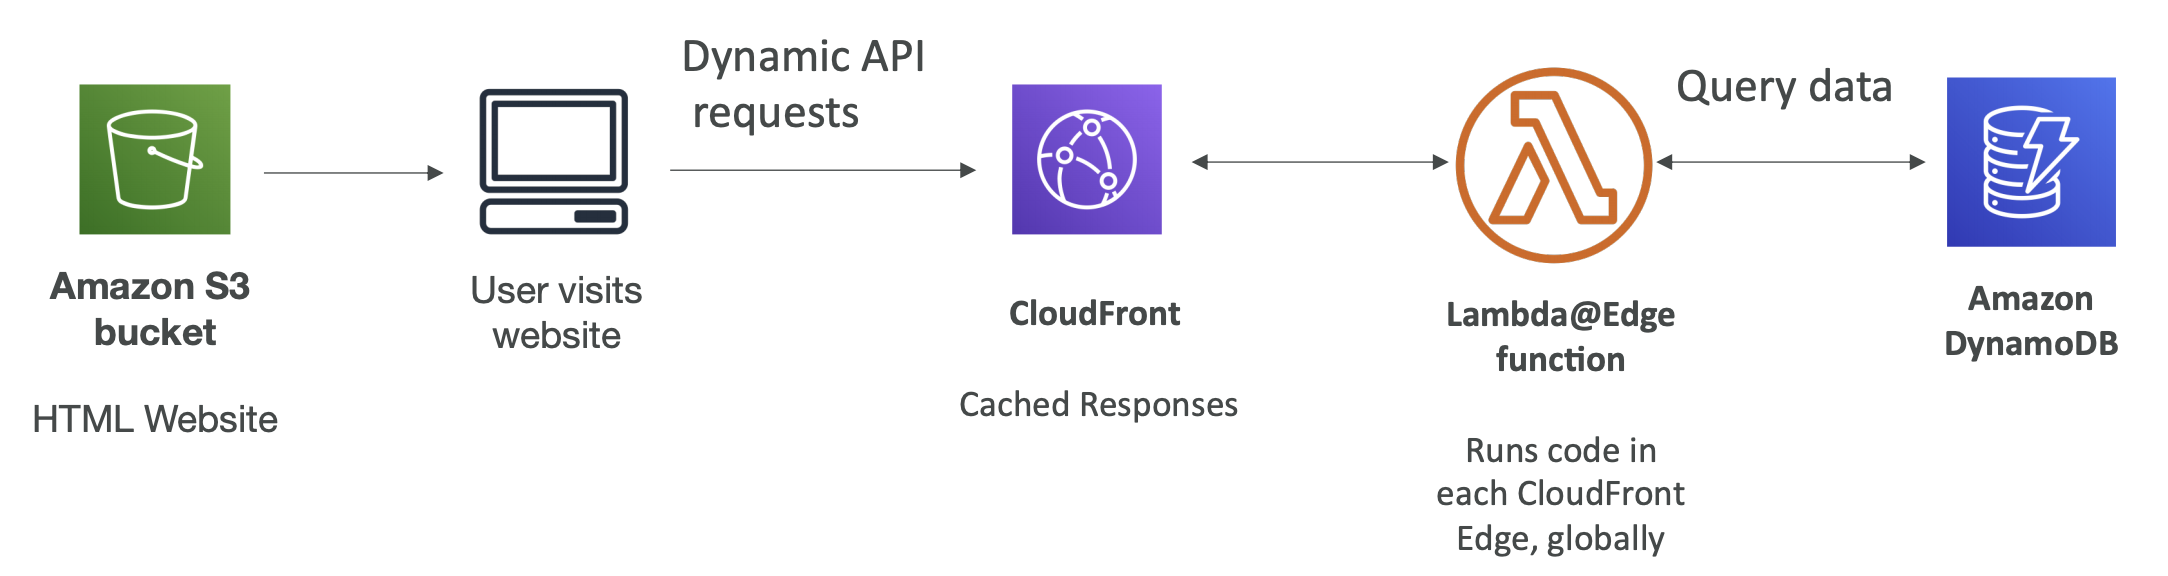 Amazon S3
bucket
HTML Website
User visits
website
Dynamic API
requests
CloudFront
Cached Responses
Lambda@Edge
function
Runs code in
each CloudFront
Edge, globally
Query data
Amazon
DynamoDB